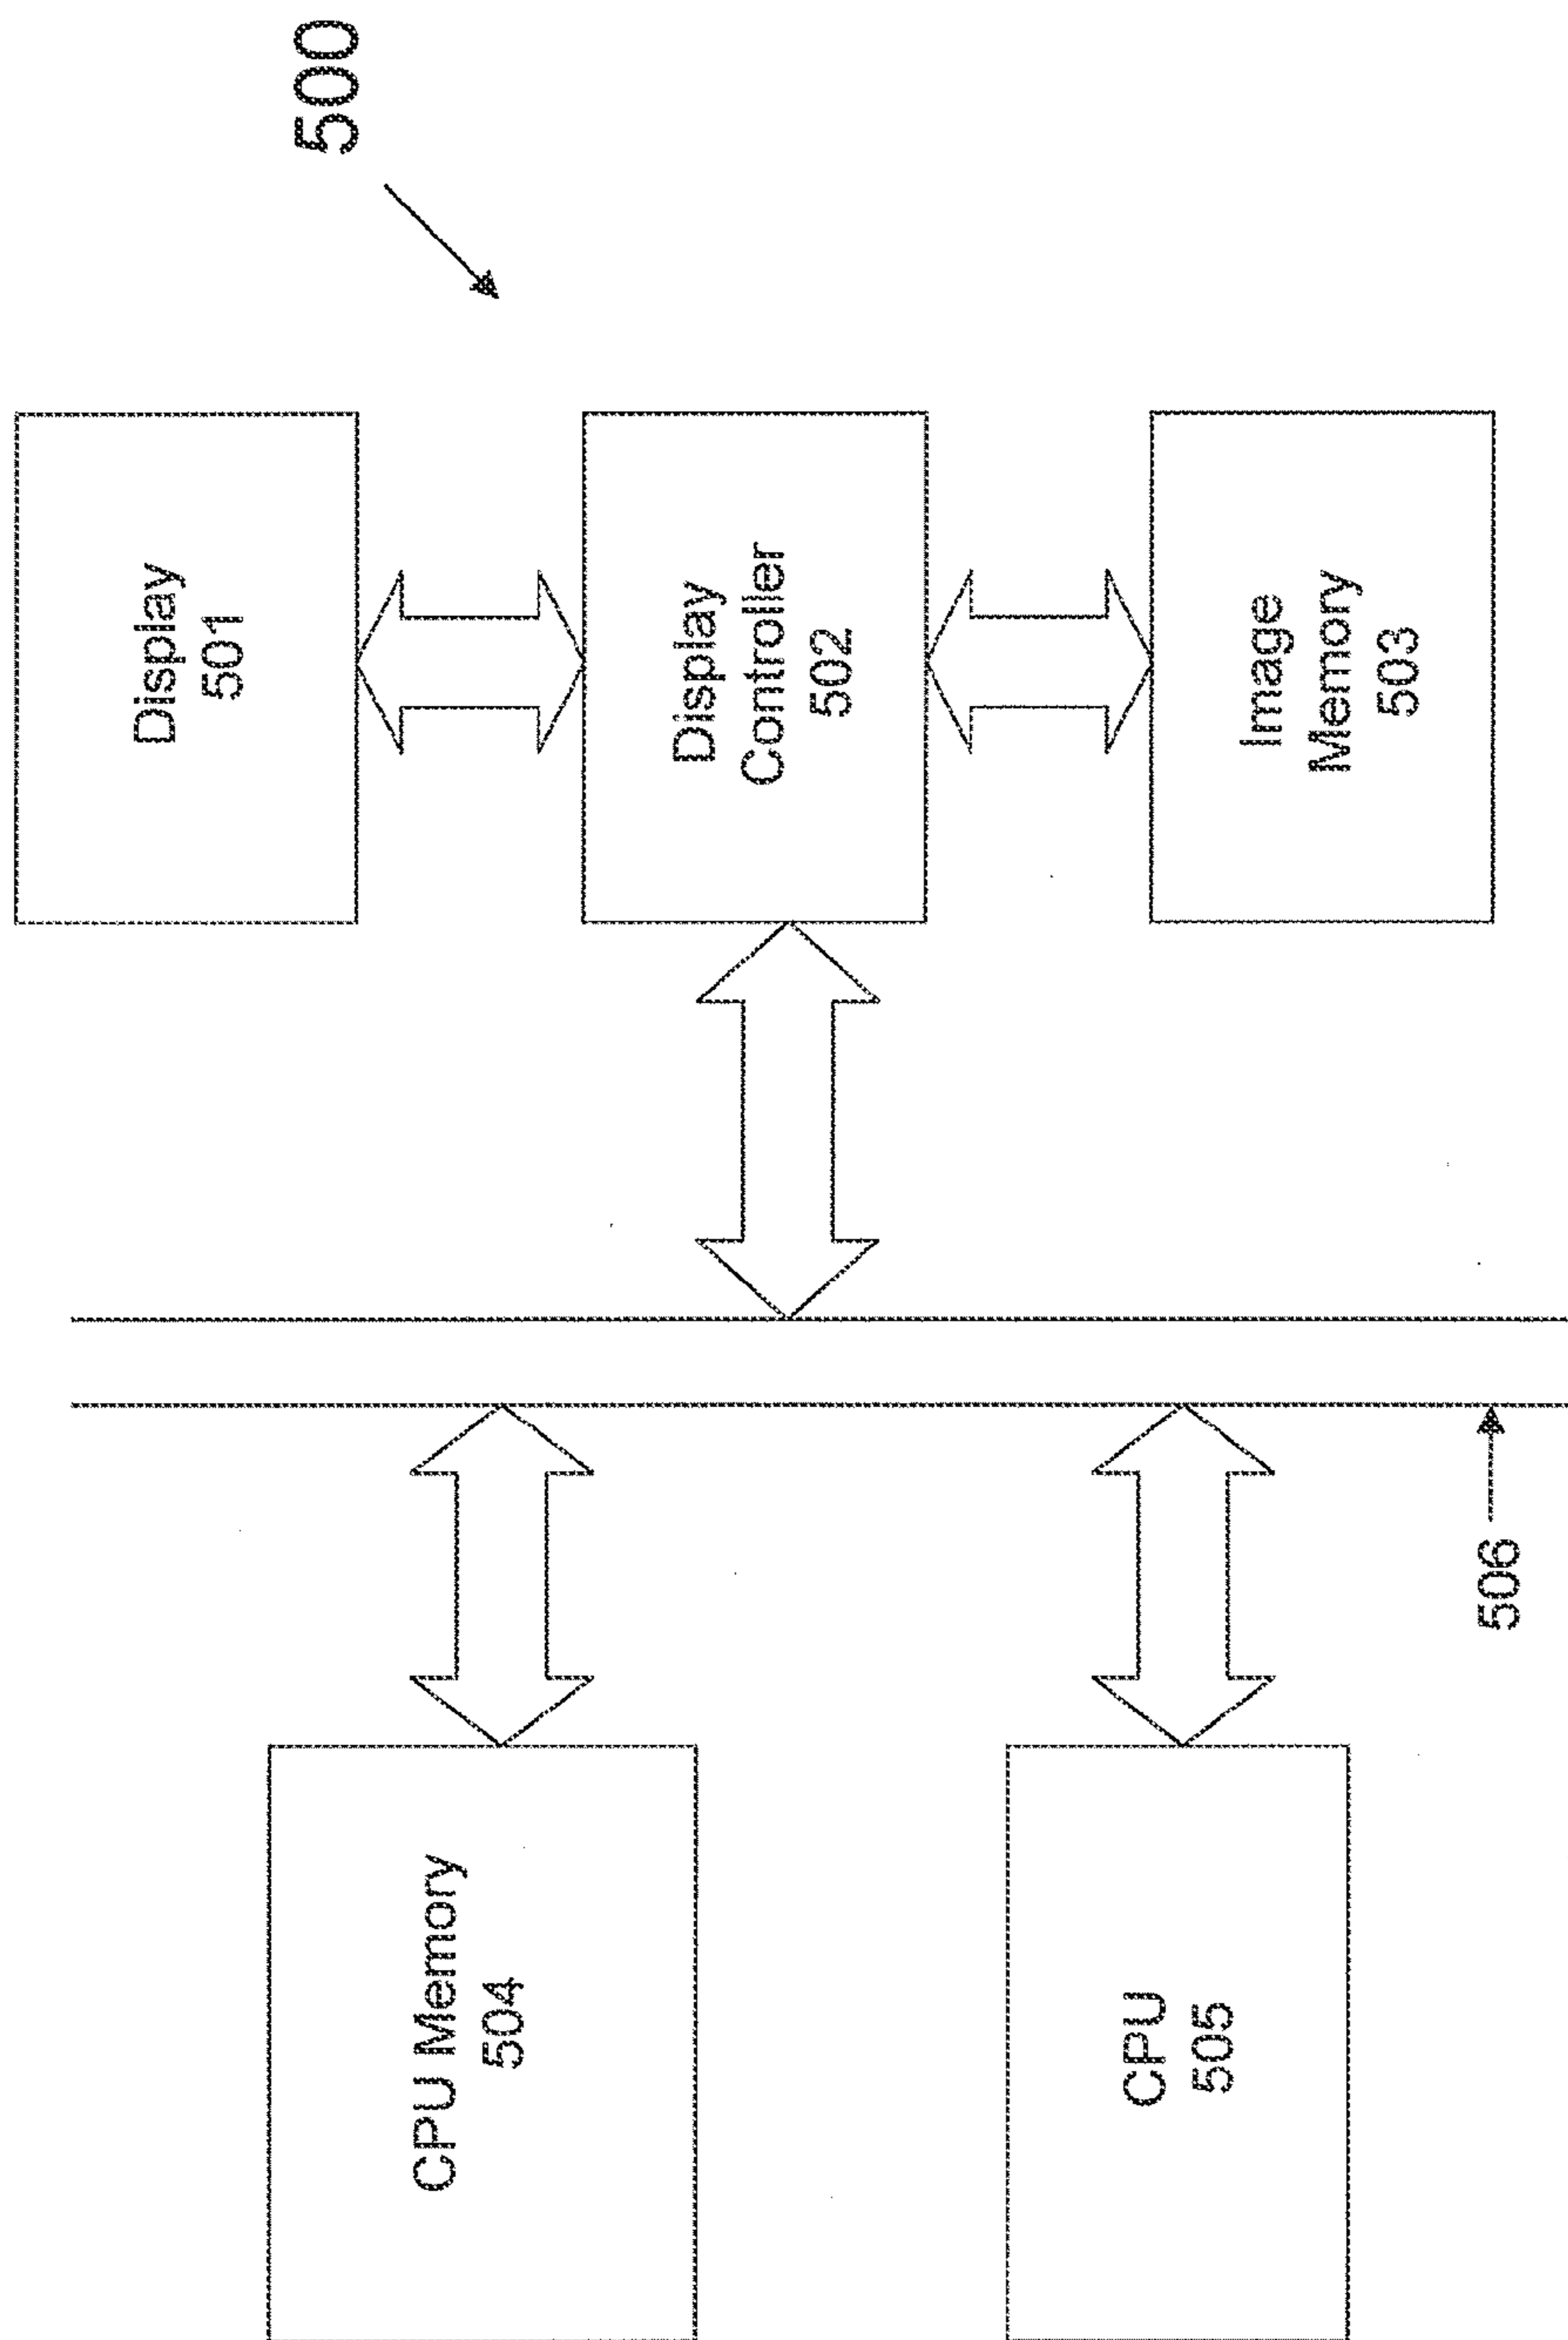 500
Display
501
Display
Controller
502
Image
Memory
503
CPU Memory
504
CPU
505
506